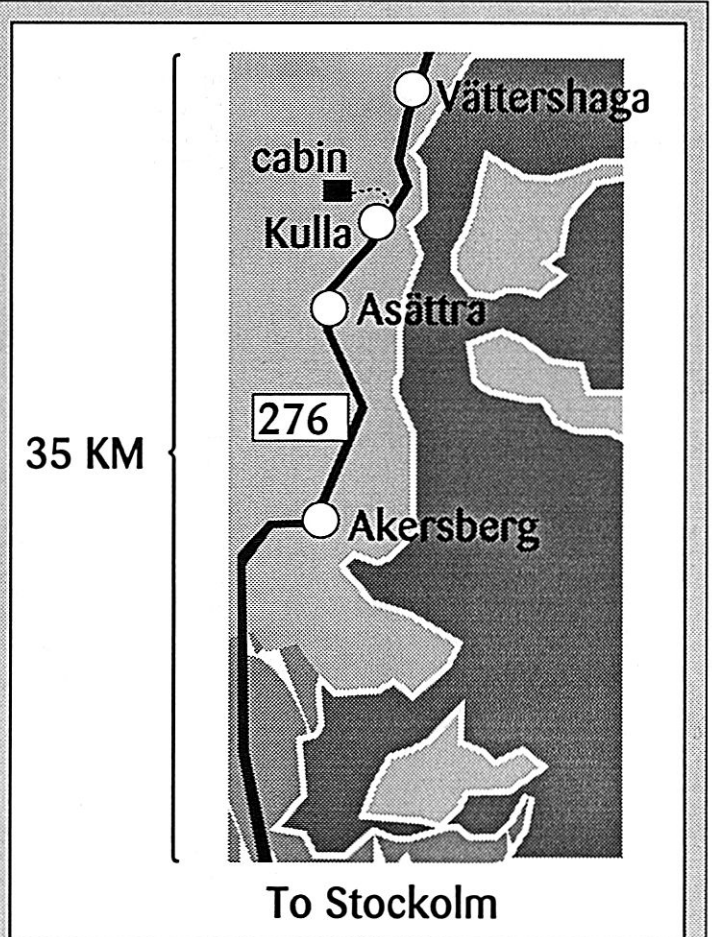 Vättershaga
cabin
Kulla
Asättra
276
35 KM
Akersberg
To Stockolm